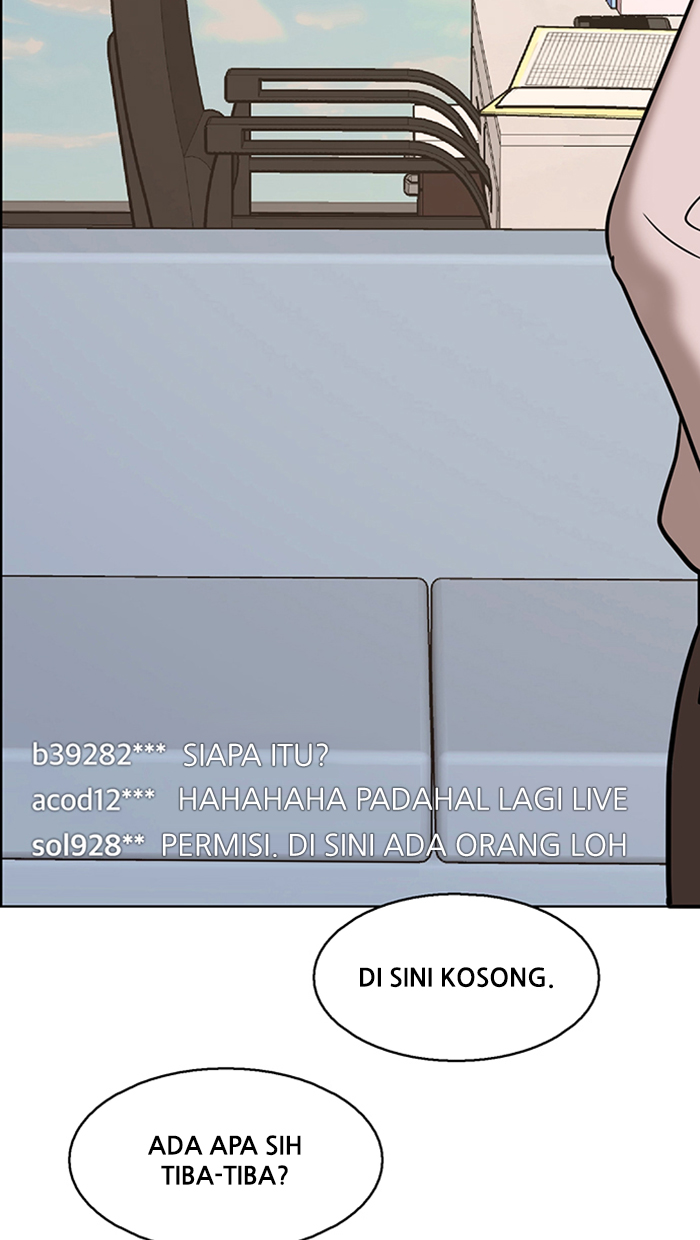 b39282*** SIAPA ITU?
acod12*** HAHAHAHA PADAHAL LAGI LIVE
sol928** PERMISI. DI SINI ADA ORANG LOH
DI SINI KOSONG.
ADA APA SIH
TIBA-TIBA?